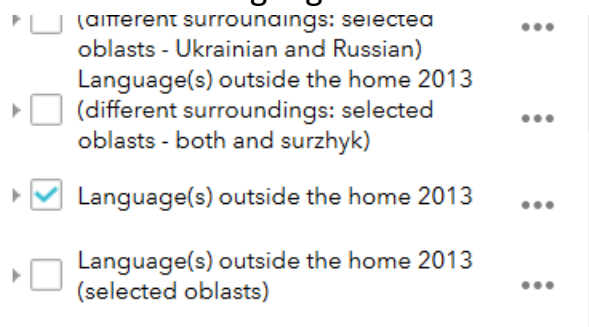 (different surroundings: selected
oblasts - Ukrainian and Russian)
Language(s) outside the home 2013
(different surroundings: selected
oblasts - both and surzhyk)
Language(s) outside the home 2013
Language(s) outside the home 2013
(selected oblasts)